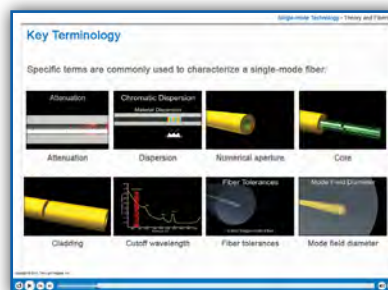 Single-mode Technology - Theory and Fibers
Key Terminology
Specific terms are commonly used to characterize a single-mode fiber:
Attenuation
Chromatic Dispersion
Material Dispersion
Attenuation
Dispersion
Numerical aperture
Core
Fiber Tolerances
Mode Field Diameter
Cladding
Cutoff wavelength
Fiber tolerances
Mode field diameter